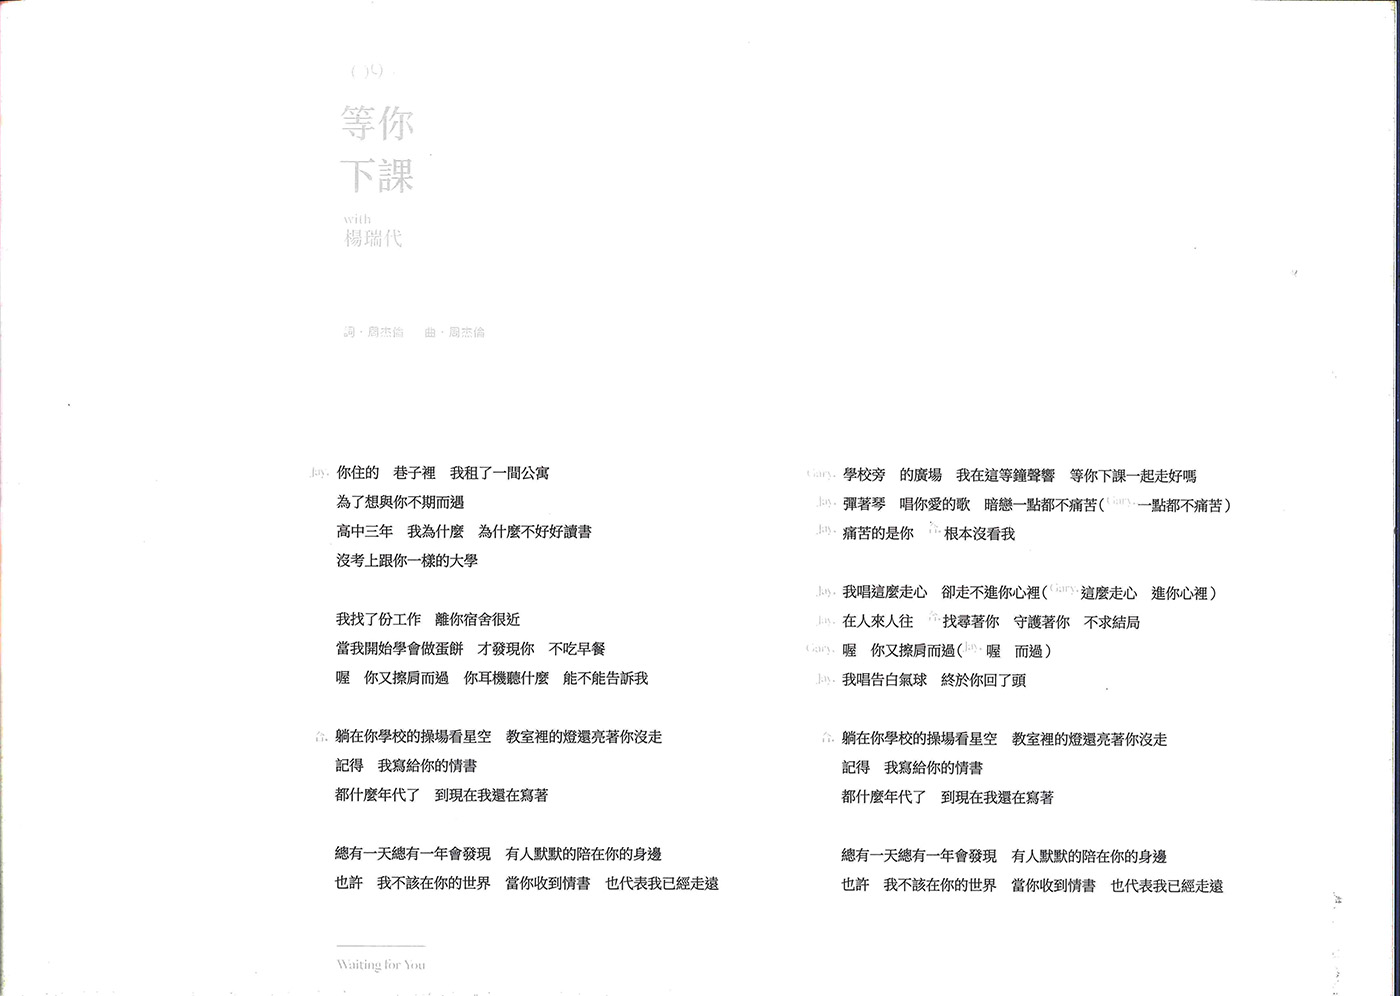 等你
下課
with
楊瑞代
詞・周杰倫　曲・周杰倫
Jay. 你住的　巷子裡　我租了一間公寓
為了想與你不期而遇
高中三年　我為什麼　為什麼不好好讀書
沒考上跟你一樣的大學
我找了份工作　離你宿舍很近
當我開始學會做蛋餅　才發現你　不吃早餐
喔　你又擦肩而過　你耳機聽什麼　能不能告訴我
合. 躺在你學校的操場看星空　教室裡的燈還亮著你沒走
記得　我寫給你的情書
都什麼年代了　到現在我還在寫著
總有一天總有一年會發現　有人默默的陪在你的身邊
也許　我不該在你的世界　當你收到情書　也代表我已經走遠
Gary. 學校旁　的廣場　我在這等鐘聲響　等你下課一起走好嗎
Jay. 彈著琴　唱你愛的歌　暗戀一點都不痛苦(Gary. 一點都不痛苦)
Jay. 痛苦的是你　合. 根本沒看我
Jay. 我唱這麼走心　卻走不進你心裡(Gary. 這麼走心　進你心裡)
Jay. 在人來人往　合. 找尋著你　守護著你　不求結局
Gary. 喔　你又擦肩而過(Jay. 喔　而過)
Jay. 我唱告白氣球　終於你回了頭
合. 躺在你學校的操場看星空　教室裡的燈還亮著你沒走
記得　我寫給你的情書
都什麼年代了　到現在我還在寫著
總有一天總有一年會發現　有人默默的陪在你的身邊
也許　我不該在你的世界　當你收到情書　也代表我已經走遠
Waiting for You